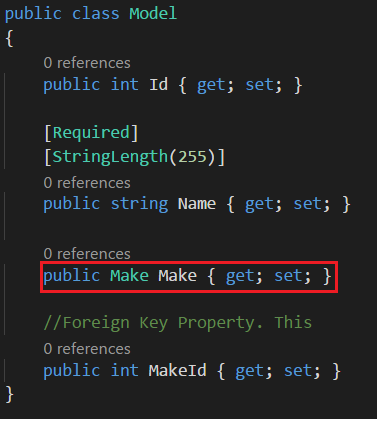 public class Model
{
0 references
public int Id { get; set; }
[Required]
[StringLength(255)]
0 references
public string Name { get; set; }
0 references
public Make Make { get; set; }
//Foreign Key Property. This
0 references
public int MakeId { get; set; }
}